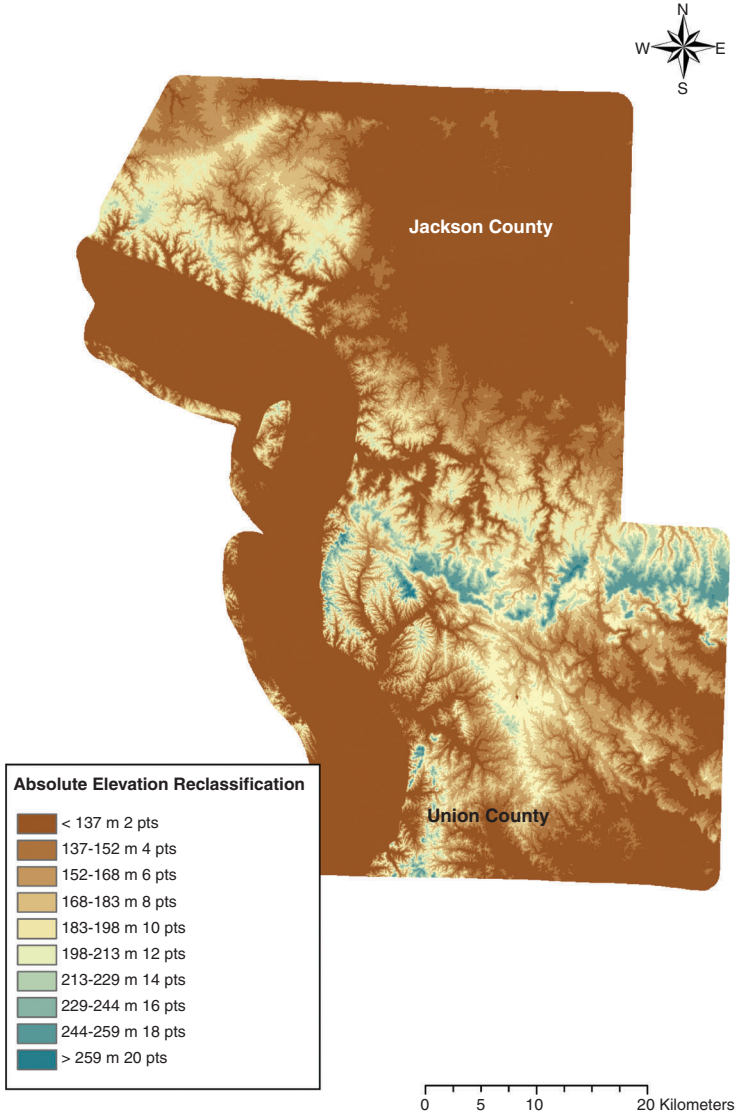 N
W E
S
Jackson County
Union County
Absolute Elevation Reclassification
< 137 m 2 pts
137-152 m 4 pts
152-168 m 6 pts
168-183 m 8 pts
183-198 m 10 pts
198-213 m 12 pts
213-229 m 14 pts
229-244 m 16 pts
244-259 m 18 pts
> 259 m 20 pts
0 5 10 20 Kilometers